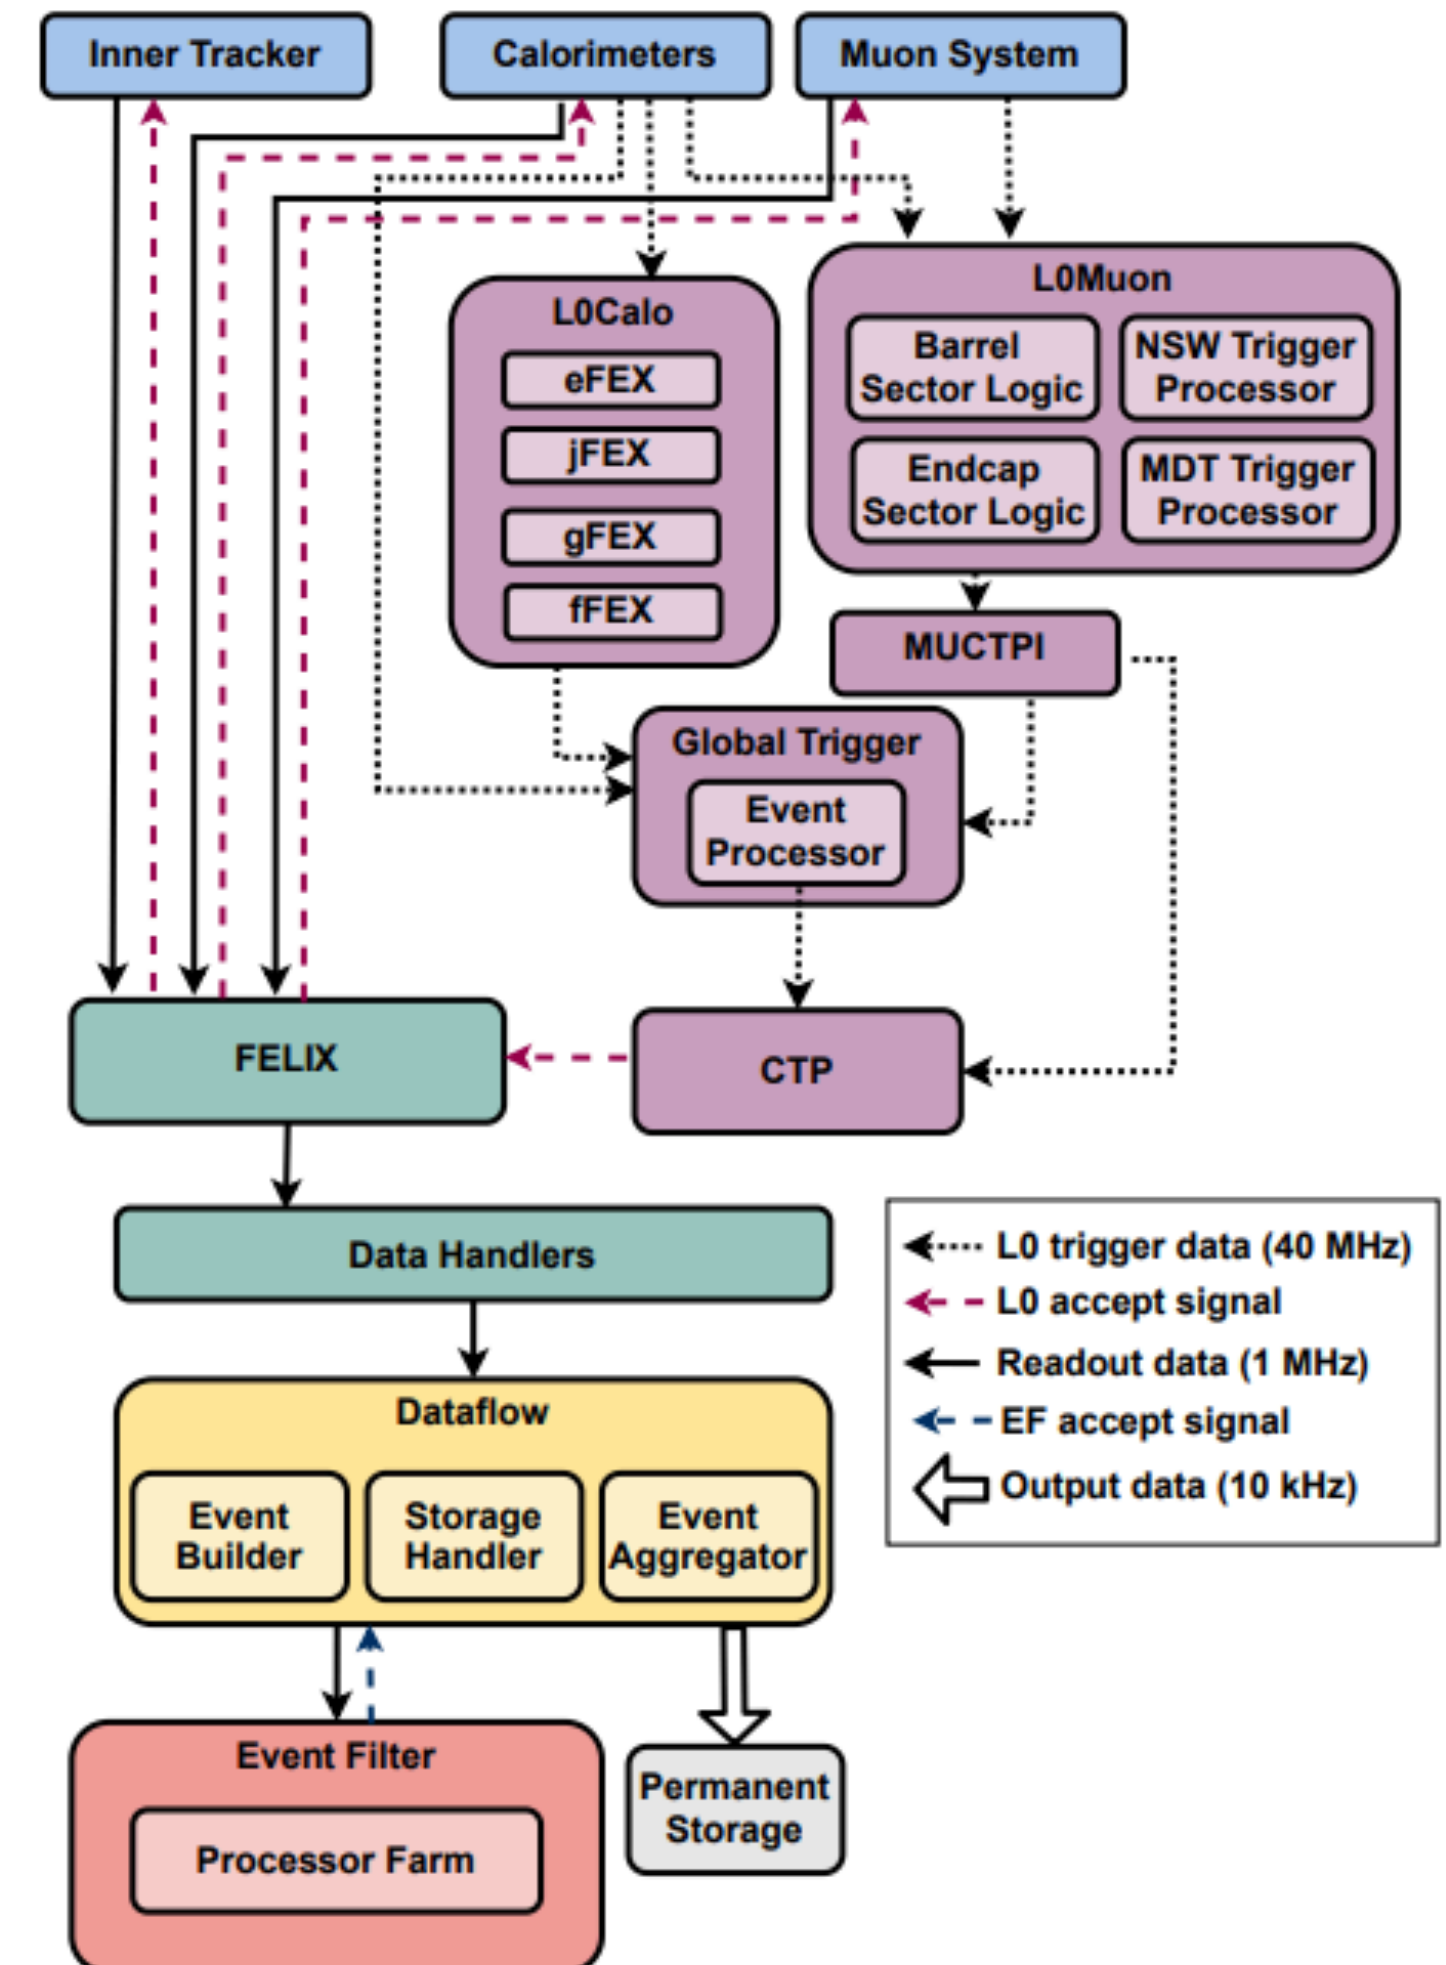 Inner Tracker
Calorimeters
Muon System
L0Calo
eFEX
jFEX
gFEX
fFEX
L0Muon
Barrel
Sector Logic
NSW Trigger
Processor
Endcap
Sector Logic
MDT Trigger
Processor
MUCTPI
Global Trigger
Event
Processor
FELIX
CTP
Data Handlers
L0 trigger data (40 MHz)
L0 accept signal
Readout data (1 MHz)
EF accept signal
Output data (10 kHz)
Dataflow
Event
Builder
Storage
Handler
Event
Aggregator
Event Filter
Processor Farm
Permanent
Storage